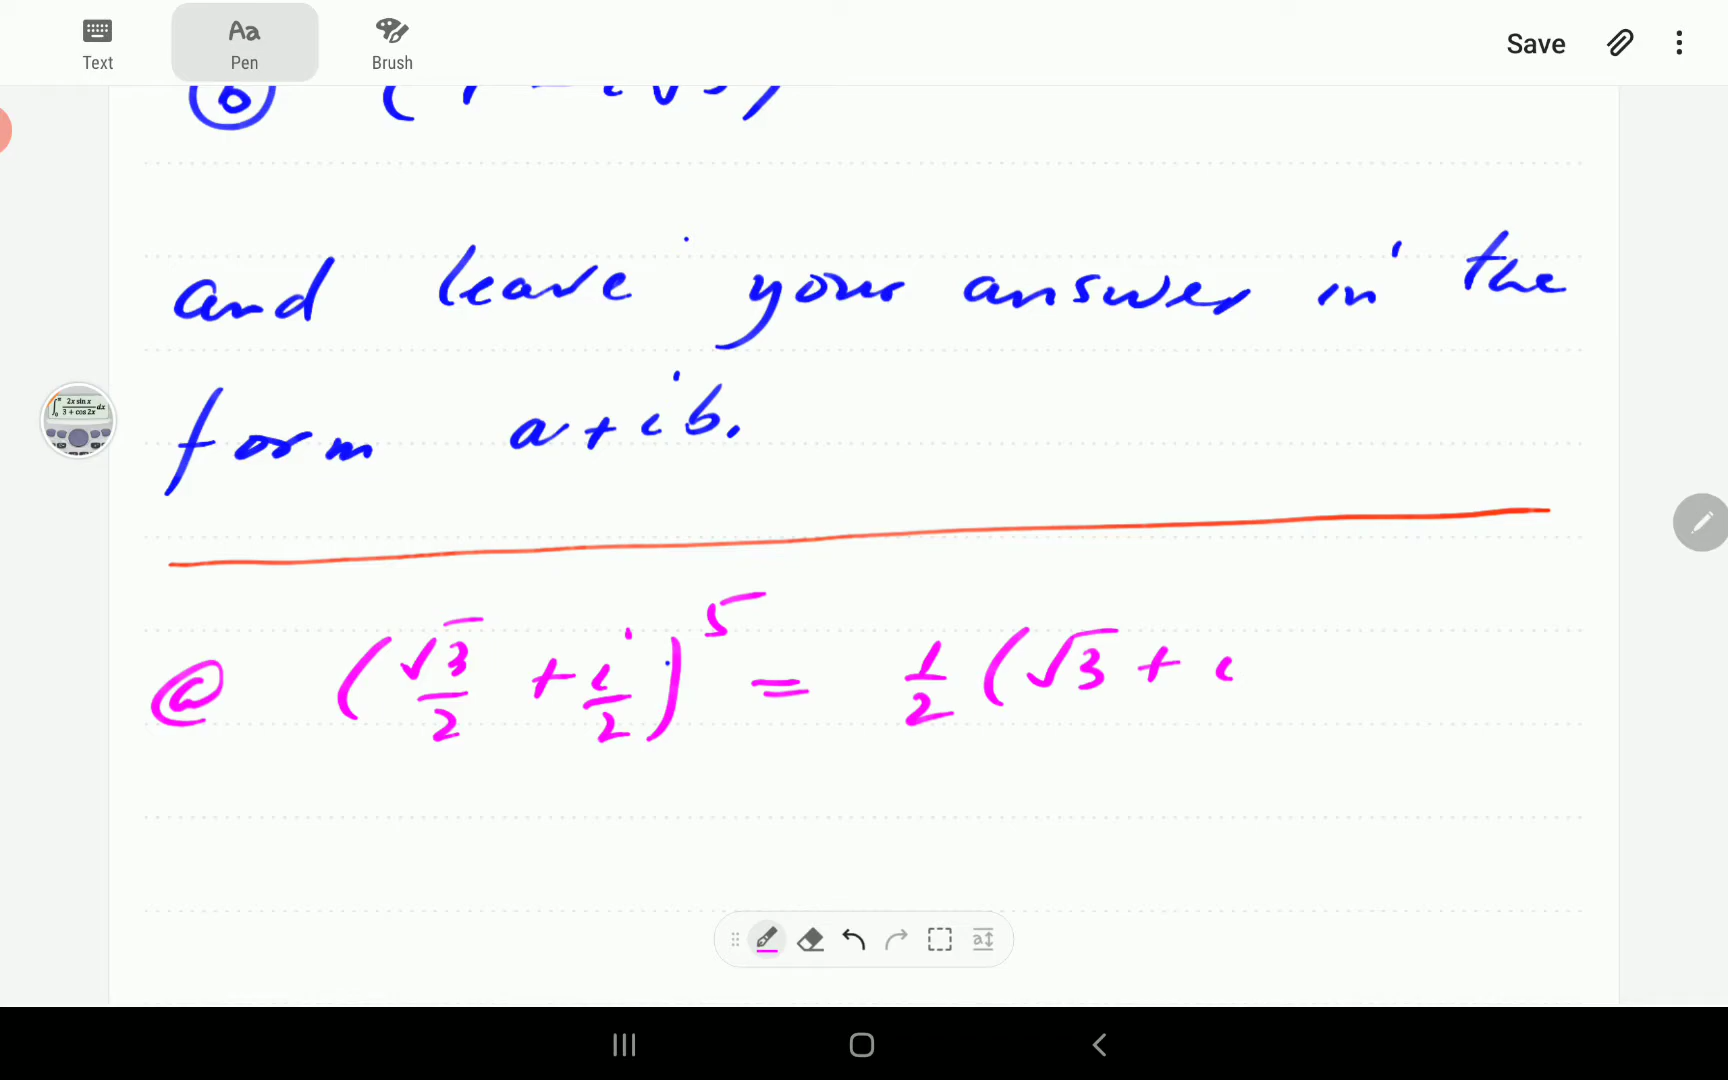 Text Pen Brush Save
and leave your answer in the
form a + ib.
ⓐ (√3/2 + i/2)^5 = 1/2 (√3 + i